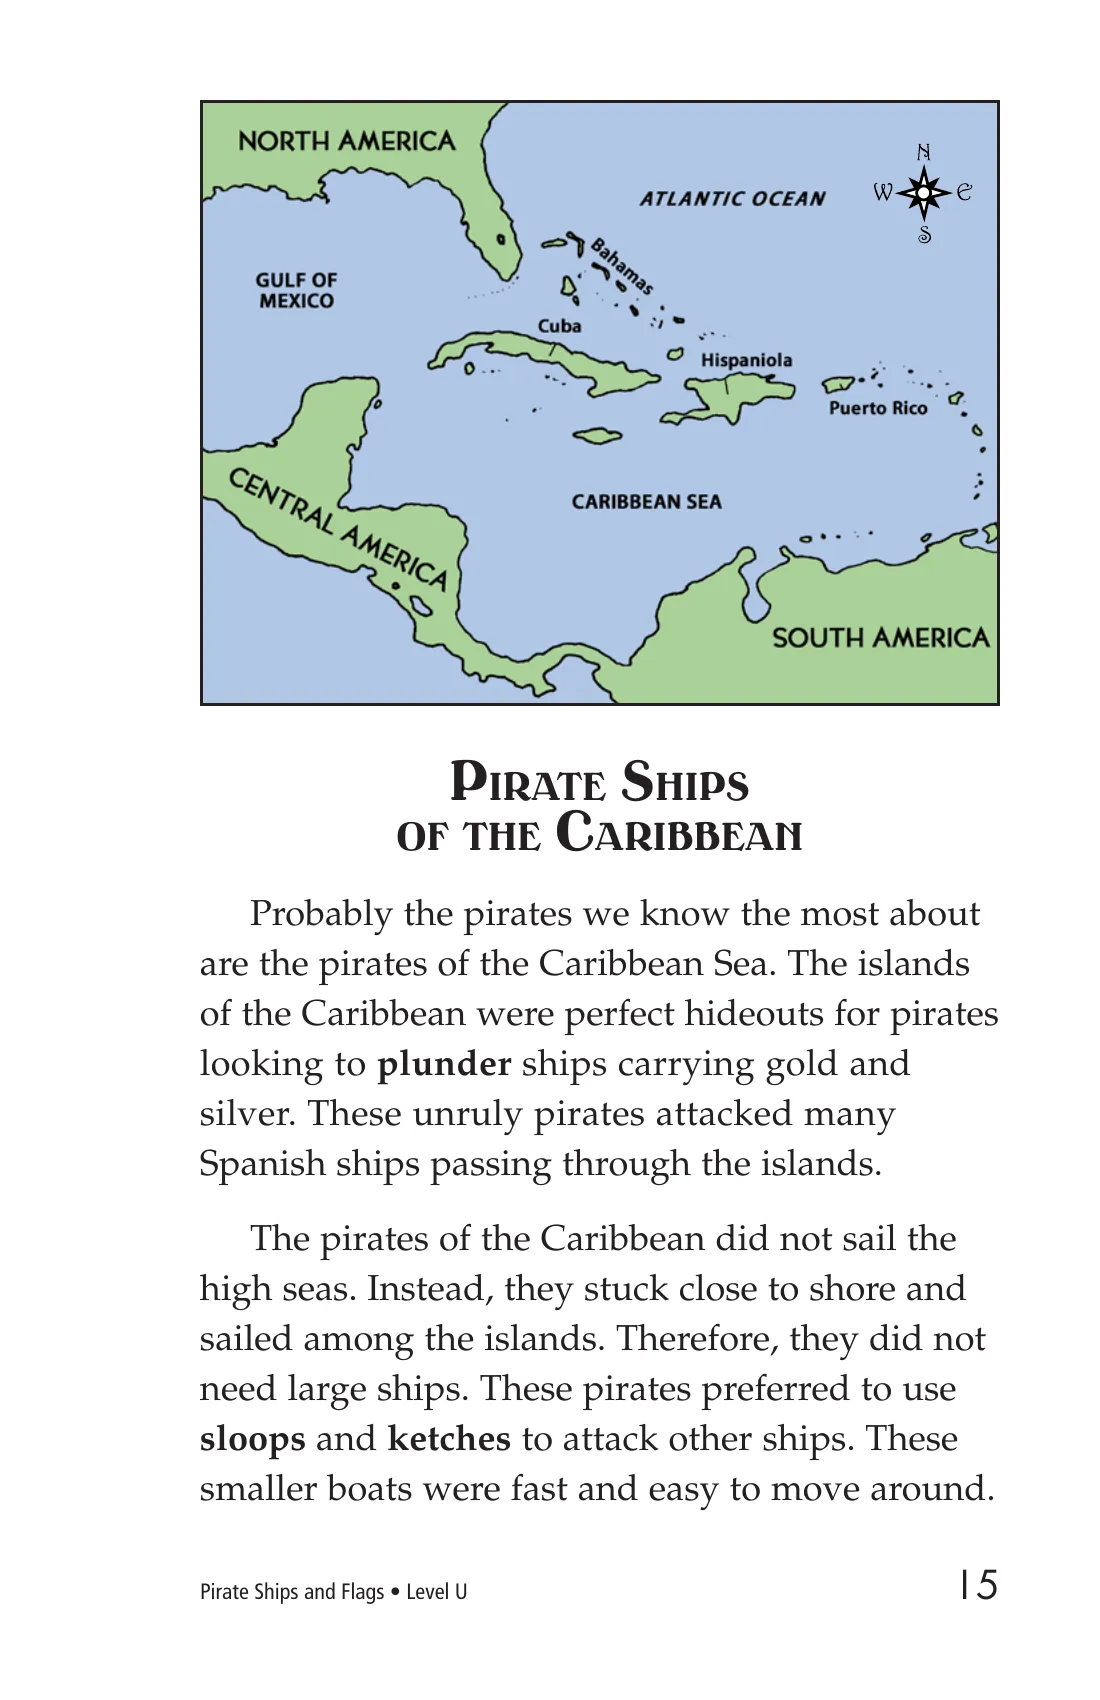 NORTH AMERICA
N
W
E
S
ATLANTIC OCEAN
GULF OF
MEXICO
Bahamas
Cuba
Hispaniola
Puerto Rico
CENTRAL AMERICA
CARIBBEAN SEA
SOUTH AMERICA
PIRATE SHIPS
OF THE CARIBBEAN
Probably the pirates we know the most about
are the pirates of the Caribbean Sea. The islands
of the Caribbean were perfect hideouts for pirates
looking to plunder ships carrying gold and
silver. These unruly pirates attacked many
Spanish ships passing through the islands.
The pirates of the Caribbean did not sail the
high seas. Instead, they stuck close to shore and
sailed among the islands. Therefore, they did not
need large ships. These pirates preferred to use
sloops and ketches to attack other ships. These
smaller boats were fast and easy to move around.
Pirate Ships and Flags • Level U
15